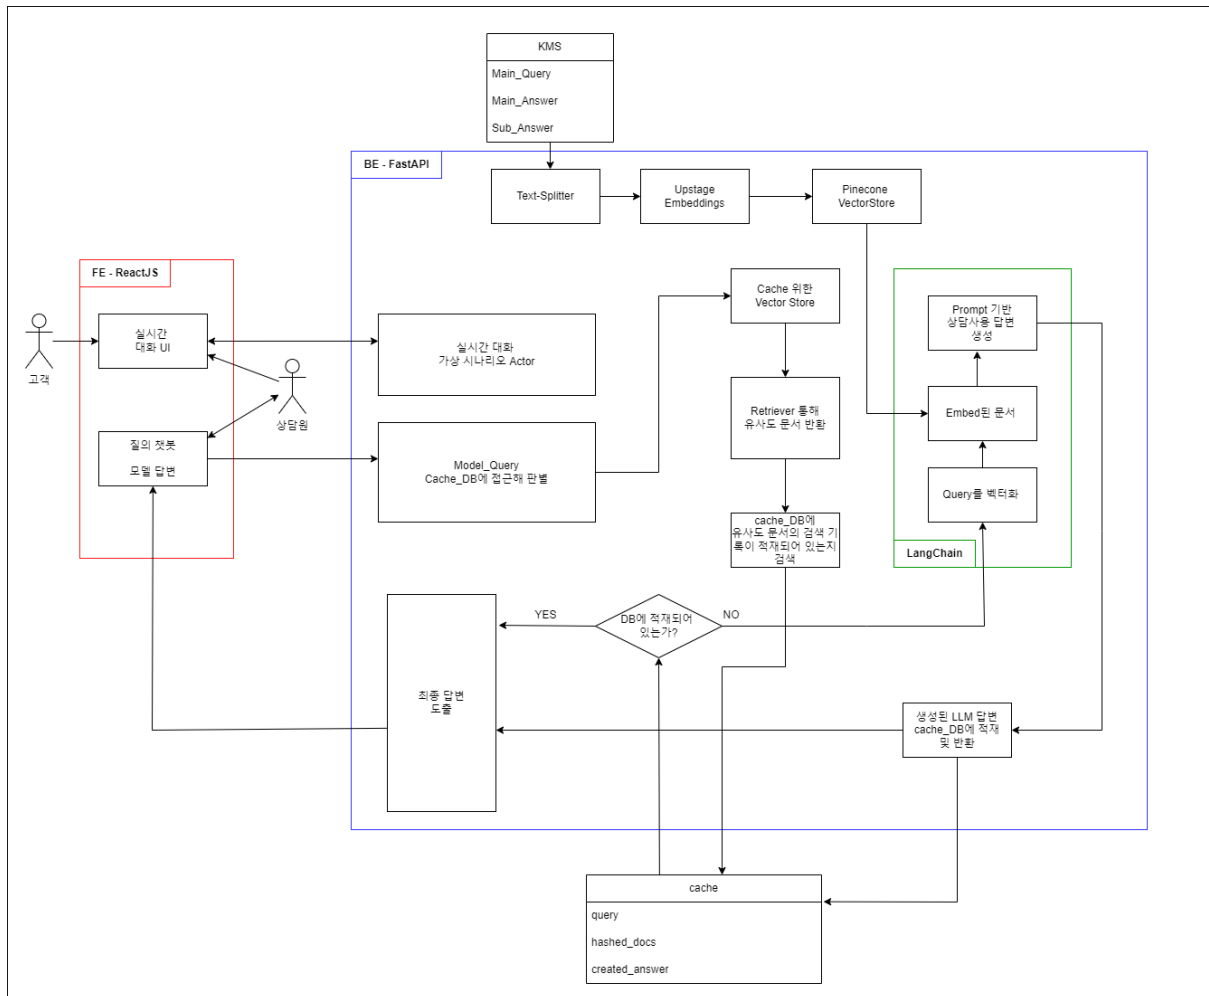 KMS
Main_Query
Main_Answer
Sub_Answer
BE - FastAPI
Text-Splitter
Upstage
Embeddings
Pinecone
VectorStore
FE - ReactJS
실시간
대화 UI
고객
상담원
질의 챗봇
모델 답변
실시간 대화
가상 시나리오 Actor
Model_Query
Cache_DB에 접근해 판별
Cache 위한
Vector Store
Retriever 통해
유사도 문서 반환
cache_DB에
유사도 문서의 검색 기
록이 적재되어 있는지
검색
Prompt 기반
상담사용 답변
생성
Embed된 문서
Query를 벡터화
LangChain
YES
DB에 적재되어
있는가?
NO
최종 답변
도출
생성된 LLM 답변
cache_DB에 적재
및 반환
cache
query
hashed_docs
created_answer